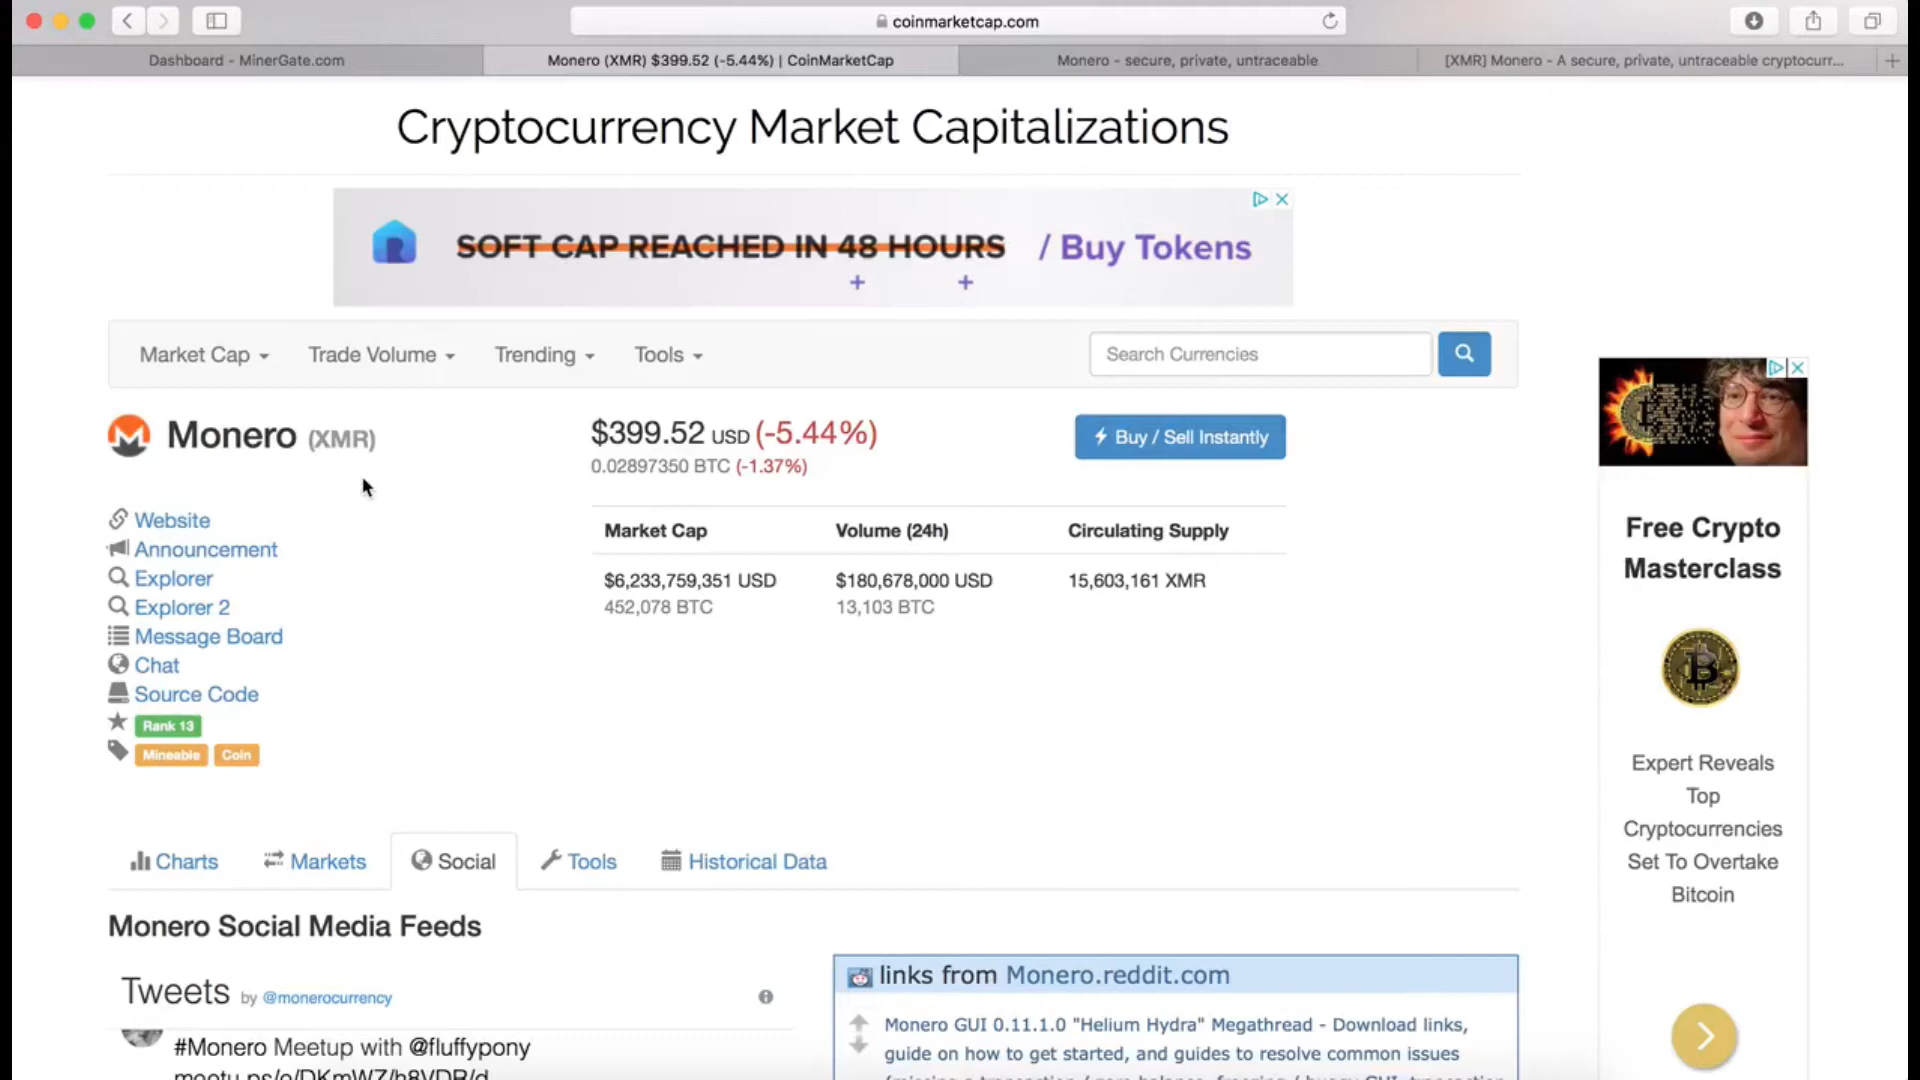 coinmarketcap.com
Dashboard - MinerGate.com
Monero (XMR) $399.52 (-5.44%) | CoinMarketCap
Monero - secure, private, untraceable
[XMR] Monero - A secure, private, untraceable cryptocurr...
Cryptocurrency Market Capitalizations
SOFT CAP REACHED IN 48 HOURS / Buy Tokens
Market Cap
Trade Volume
Trending
Tools
Search Currencies
Monero (XMR)
$399.52 USD (-5.44%)
0.02897350 BTC (-1.37%)
Buy / Sell Instantly
Website
Announcement
Explorer
Explorer 2
Message Board
Chat
Source Code
Rank 13
Mineable Coin
Market Cap
Volume (24h)
Circulating Supply
$6,233,759,351 USD
$180,678,000 USD
15,603,161 XMR
452,078 BTC
13,103 BTC
Free Crypto
Masterclass
Expert Reveals
Top
Cryptocurrencies
Set To Overtake
Bitcoin
Charts
Markets
Social
Tools
Historical Data
Monero Social Media Feeds
Tweets by @monerocurrency
#Monero Meetup with @fluffypony
links from Monero.reddit.com
Monero GUI 0.11.1.0 "Helium Hydra" Megathread - Download links,
guide on how to get started, and guides to resolve common issues